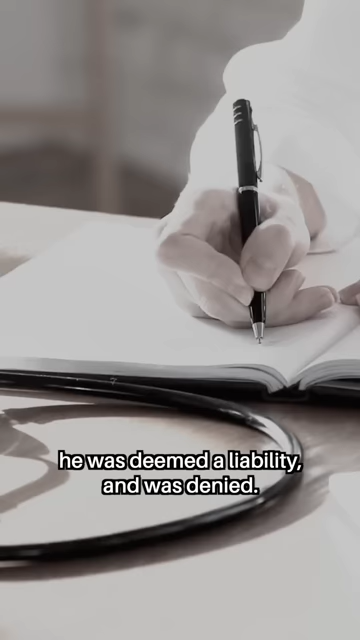 he was deemed a liability,
and was denied.